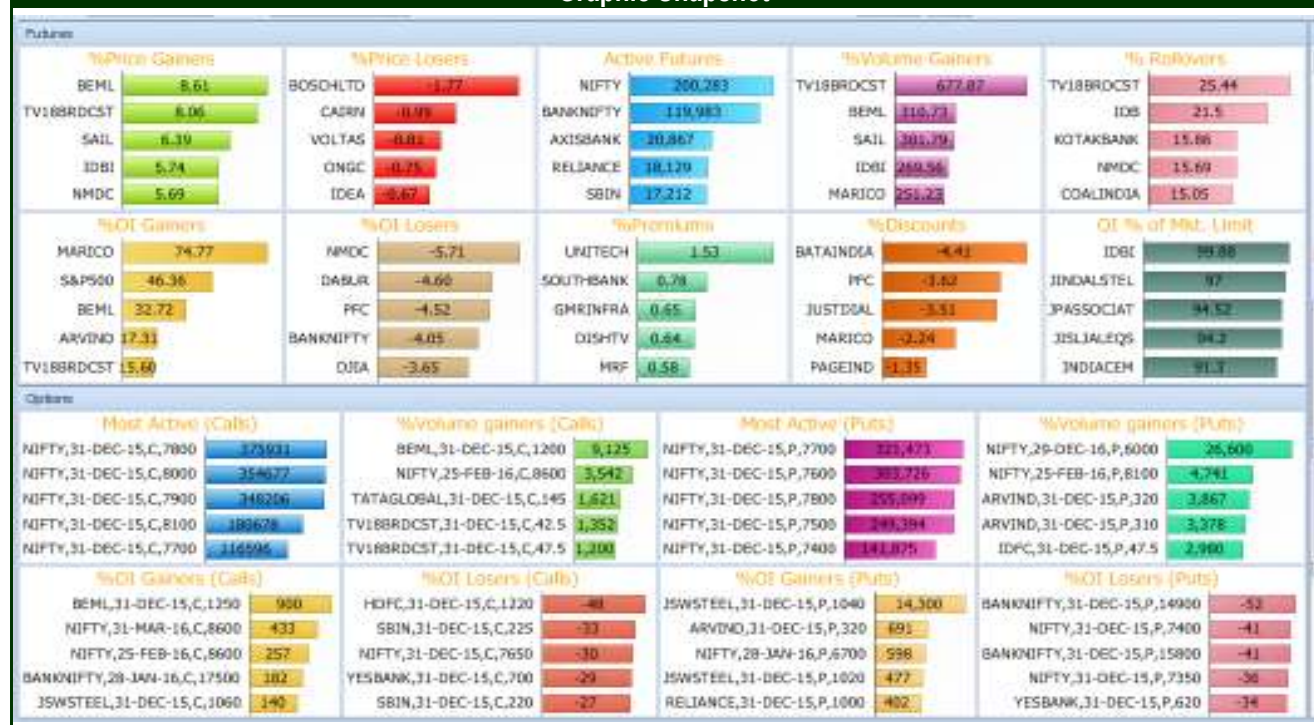 Graphic Snapshot
Futures
%Price Gainers
BEML 8.61
TV18BRDCST 8.06
SAIL 6.39
IDBI 5.74
NMDC 5.69
%Price Losers
BOSCHLTD -1.77
CAIRN -0.95
VOLTAS -0.81
ONGC -0.75
IDEA -0.67
Active Futures
NIFTY 200,283
BANKNIFTY 119,983
AXISBANK 20,867
RELIANCE 18,129
SBIN 17,212
%Volume Gainers
TV18BROCST 677.87
BEML
SAIL 301.79
IDBI 269.56
MARICO 251.23
% Rollovers
TV18BROCST 25.44
IDB 21.5
KOTAKBANK 15.86
NMDC 15.69
COALINDIA 15.05
%OI Gainers
MARICO 74.77
S&P500 46.36
BEML 32.72
ARVIND 17.31
TV18BRDCST 15.60
%OI Losers
NMDC -5.71
DABUR -4.60
PFC -4.52
BANKNIFTY -4.05
DJIA -3.65
%Premiums
UNITECH 1.53
SOUTHBANK 0.78
GMRINFRA 0.65
DISHTV 0.64
MRF 0.58
%Discounts
BATAINDIA -4.41
PFC -3.62
JUSTDIAL -3.51
MARICO -2.24
PAGEIND -1.35
OI % of Mkt. Limit
IDBI 99.88
JINDALSTEL 97
JPASSOCIAT 94.52
JISLJALEQS 94.2
INDIACEM 91.3
Options
Most Active (Calls)
NIFTY,31-DEC-15,C,7800 375931
NIFTY,31-DEC-15,C,8000 354677
NIFTY,31-DEC-15,C,7900 348206
NIFTY,31-DEC-15,C,8100 180678
NIFTY,31-DEC-15,C,7700 116596
%Volume gainers (Calls)
BEML,31-DEC-15,C,1200 9,125
NIFTY,25-FEB-16,C,8600 3,542
TATAGLOBAL,31-DEC-15,C,145 1,621
TV18BRDCST,31-DEC-15,C,42.5 1,352
TV18BRDCST,31-DEC-15,C,47.5 1,200
Most Active (Puts)
NIFTY,31-DEC-15,P,7700 321,473
NIFTY,31-DEC-15,P,7600 303,726
NIFTY,31-DEC-15,P,7800 255,099
NIFTY,31-DEC-15,P,7500 249,394
NIFTY,31-DEC-15,P,7400 141,875
%Volume gainers (Puts)
NIFTY,29-DEC-16,P,6000 26,600
NIFTY,25-FEB-16,P,8100 4,741
ARVIND,31-DEC-15,P,320 3,867
ARVIND,31-DEC-15,P,310 3,378
IDFC,31-DEC-15,P,47.5 2,980
%OI Gainers (Calls)
BEML,31-DEC-15,C,1250 900
NIFTY,31-MAR-16,C,8600 433
NIFTY,25-FEB-16,C,8600 257
BANKNIFTY,28-JAN-16,C,17500 182
JSWSTEEL,31-DEC-15,C,1060 140
%OI Losers (Calls)
HDFC,31-DEC-15,C,1220 -48
SBIN,31-DEC-15,C,225 -33
NIFTY,31-DEC-15,C,7650 -30
YESBANK,31-DEC-15,C,700 -29
SBIN,31-DEC-15,C,220 -27
%OI Gainers (Puts)
JSWSTEEL,31-DEC-15,P,1040 14,300
ARVIND,31-DEC-15,P,320 691
NIFTY,28-JAN-16,P,6700 598
JSWSTEEL,31-DEC-15,P,1020 477
RELIANCE,31-DEC-15,P,1000 402
%OI Losers (Puts)
BANKNIFTY,31-DEC-15,P,14900 -52
NIFTY,31-DEC-15,P,7400 -41
BANKNIFTY,31-DEC-15,P,15800 -41
NIFTY,31-DEC-15,P,7350 -36
YESBANK,31-DEC-15,P,620 -34